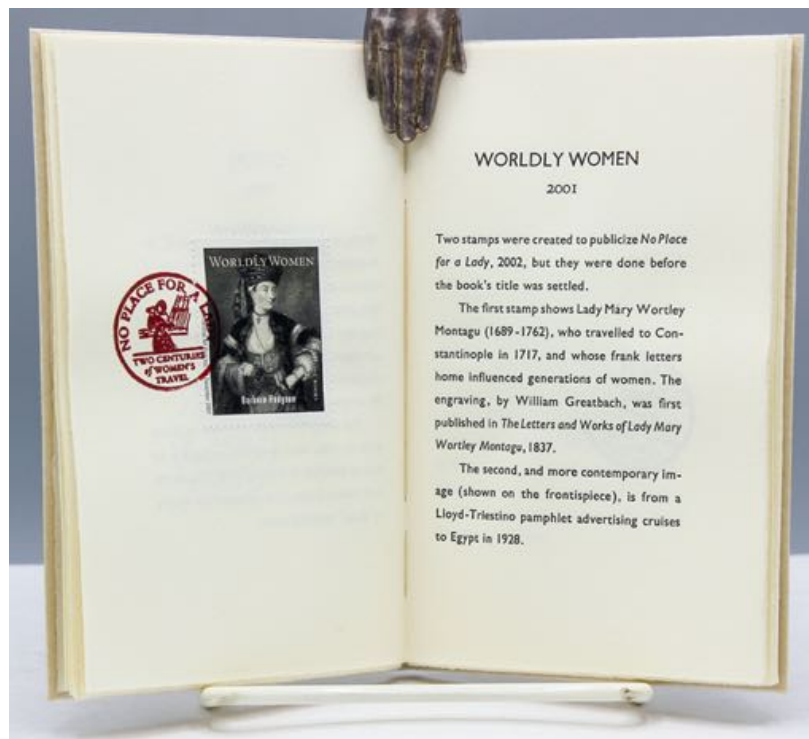 WORLDLY WOMEN
NO PLACE FOR A LADY
TWO CENTURIES
of WOMEN'S
TRAVEL
Barbara Hodgson
WORLDLY WOMEN
2001
Two stamps were created to publicize No Place
for a Lady, 2002, but they were done before
the book's title was settled.
The first stamp shows Lady Mary Wortley
Montagu (1689-1762), who travelled to Con-
stantinople in 1717, and whose frank letters
home influenced generations of women. The
engraving, by William Greatbach, was first
published in The Letters and Works of Lady Mary
Wortley Montagu, 1837.
The second, and more contemporary im-
age (shown on the frontispiece), is from a
Lloyd-Triestino pamphlet advertising cruises
to Egypt in 1928.